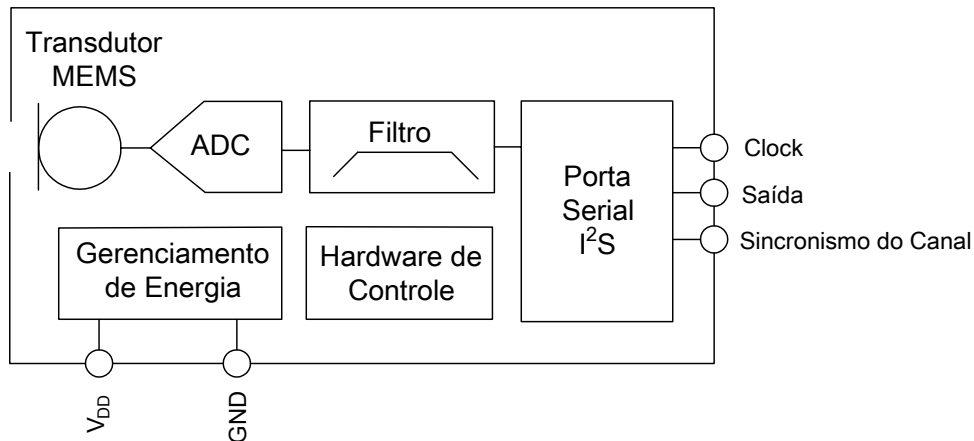 Transdutor
MEMS
ADC
Filtro
Porta
Serial
I²S
Clock
Saída
Sincronismo do Canal
Gerenciamento
de Energia
Hardware de
Controle
V_DD
GND